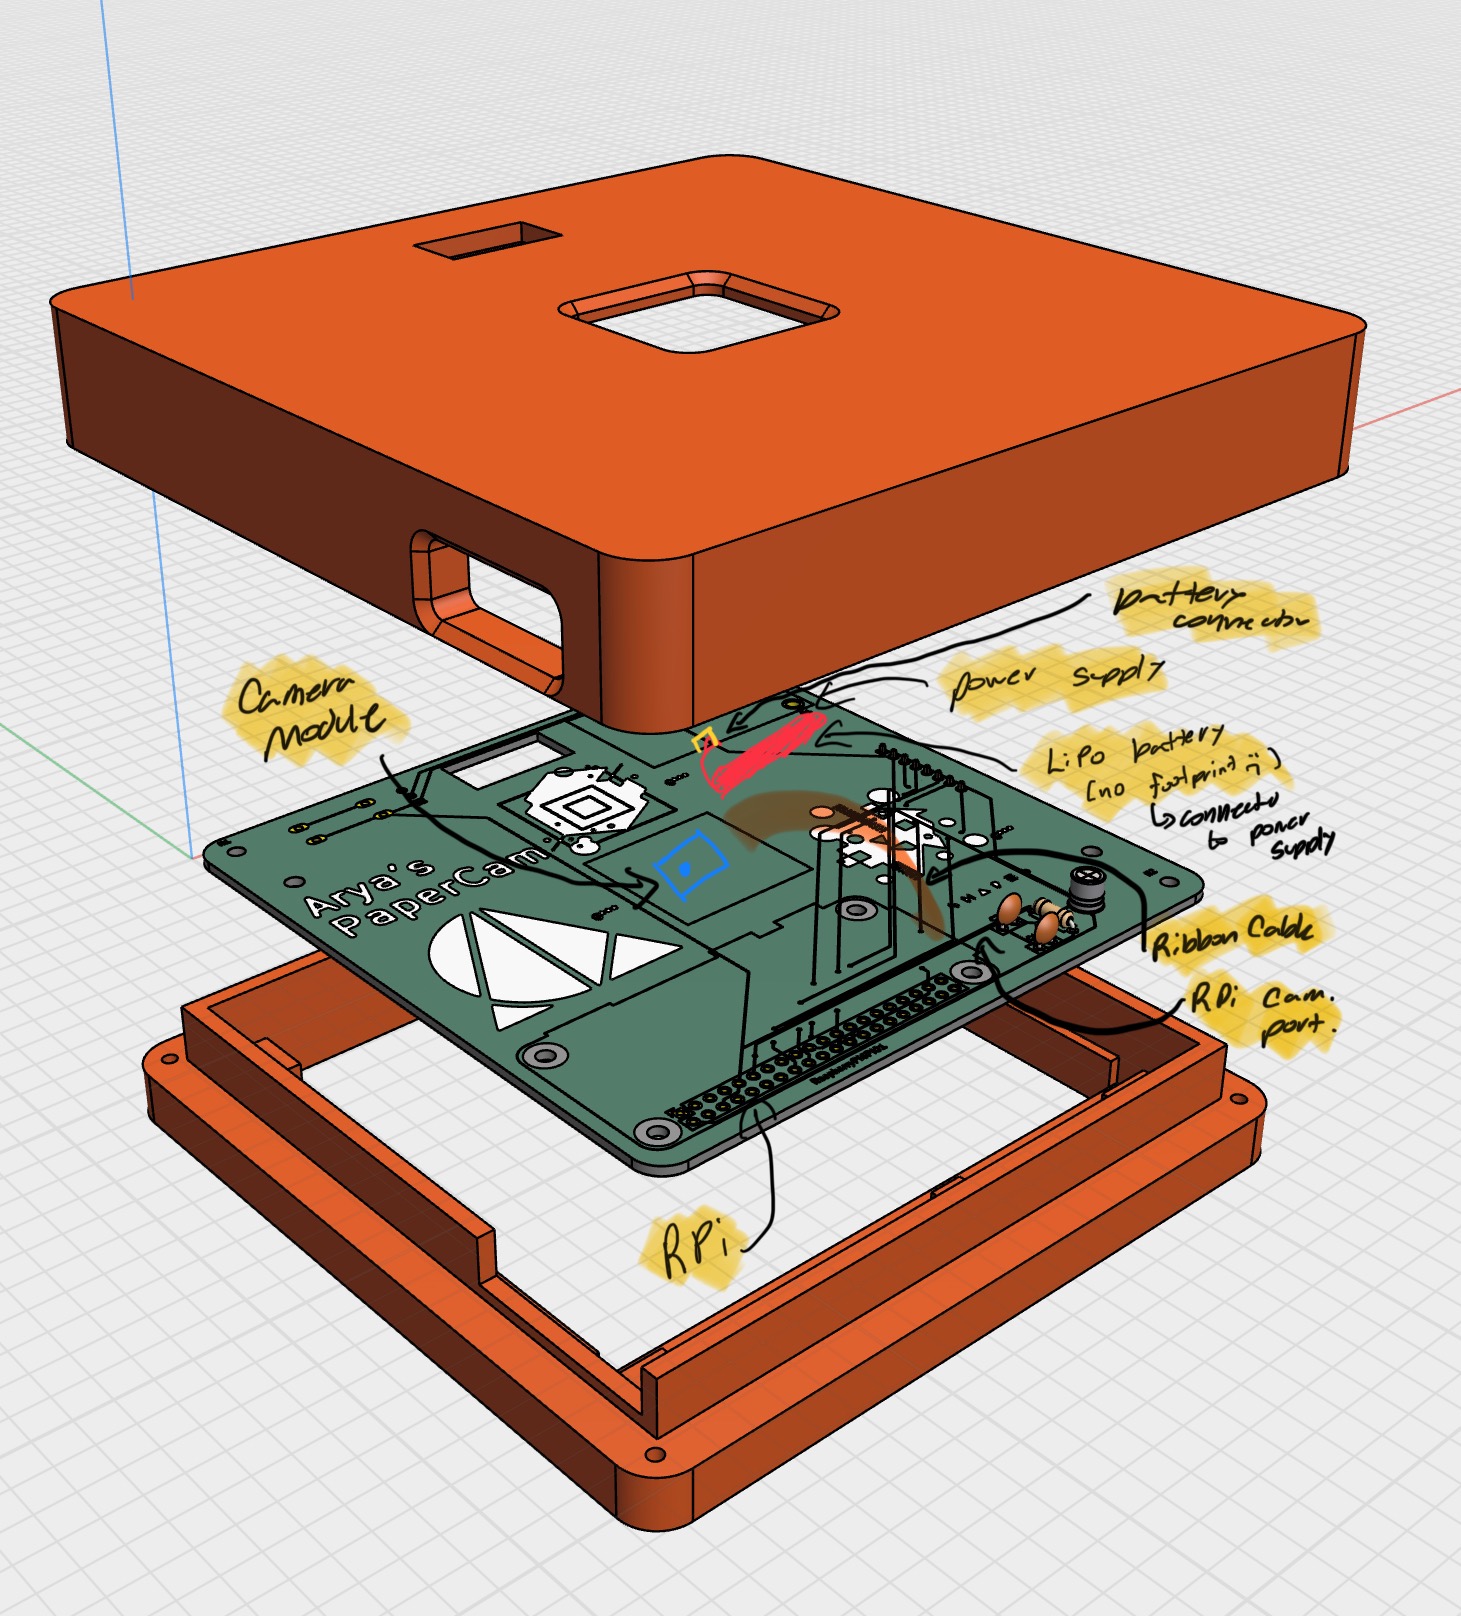 battery
connector
power supply
LiPo battery
(no footprint :()
↳ connects
to power
supply
Camera
Module
Arya's
PaperCam
Ribbon Cable
RPi Cam.
port.
RPi